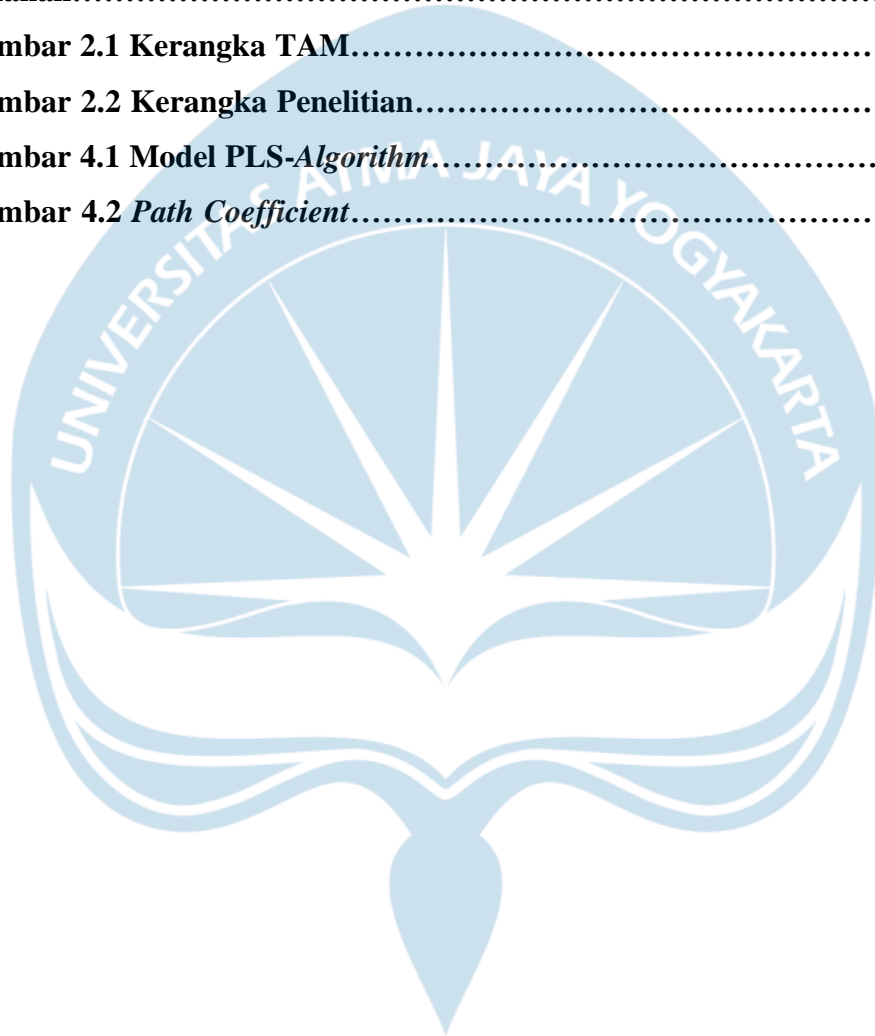 mbar 2.1 Kerangka TAM……………………………………………………
mbar 2.2 Kerangka Penelitian……………………………………………
mbar 4.1 Model PLS-Algorithm……………………………………………
mbar 4.2 Path Coefficient……………………………………………………
UNIVERSITAS ATMA JAYA YOGYAKARTA